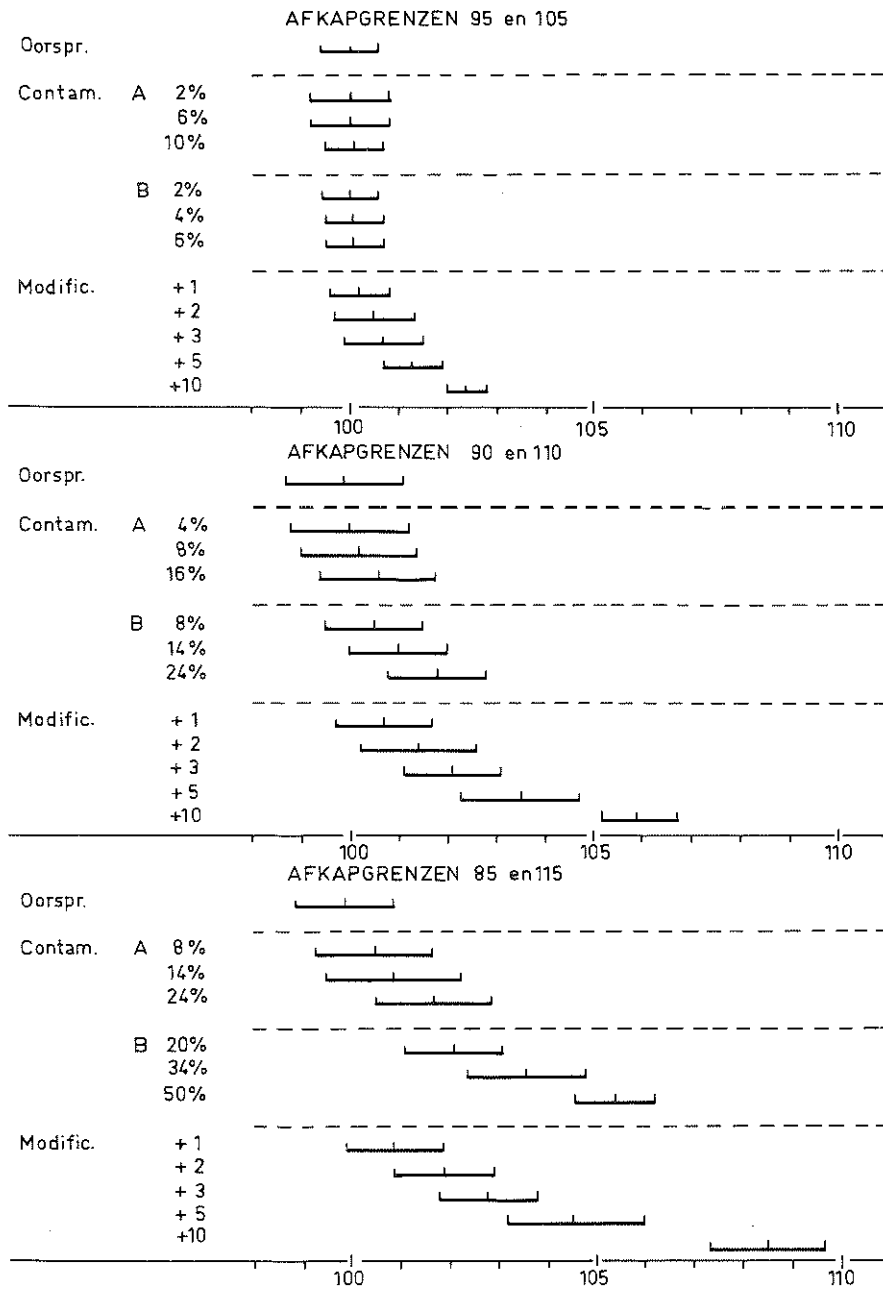 AFKAPGRENZEN 95 en 105
Oorspr.
Contam. A 2%
6%
10%
B 2%
4%
6%
Modific. + 1
+ 2
+ 3
+ 5
+10
100 105 110
AFKAPGRENZEN 90 en 110
Oorspr.
Contam. A 4%
8%
16%
B 8%
14%
24%
Modific. + 1
+ 2
+ 3
+ 5
+10
100 105 110
AFKAPGRENZEN 85 en 115
Oorspr.
Contam. A 8%
14%
24%
B 20%
34%
50%
Modific. + 1
+ 2
+ 3
+ 5
+10
100 105 110